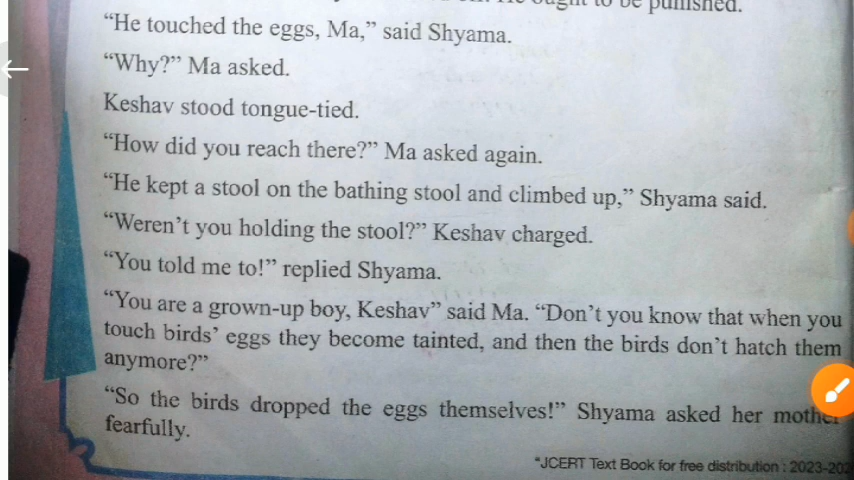 to be punished.
“He touched the eggs, Ma,” said Shyama.
“Why?” Ma asked.
Keshav stood tongue-tied.
“How did you reach there?” Ma asked again.
“He kept a stool on the bathing stool and climbed up,” Shyama said.
“Weren’t you holding the stool?” Keshav charged.
“You told me to!” replied Shyama.
“You are a grown-up boy, Keshav” said Ma. “Don’t you know that when you
touch birds’ eggs they become tainted, and then the birds don’t hatch them
anymore?”
“So the birds dropped the eggs themselves!” Shyama asked her mother
fearfully.
*JCERT Text Book for free distribution : 2023-202